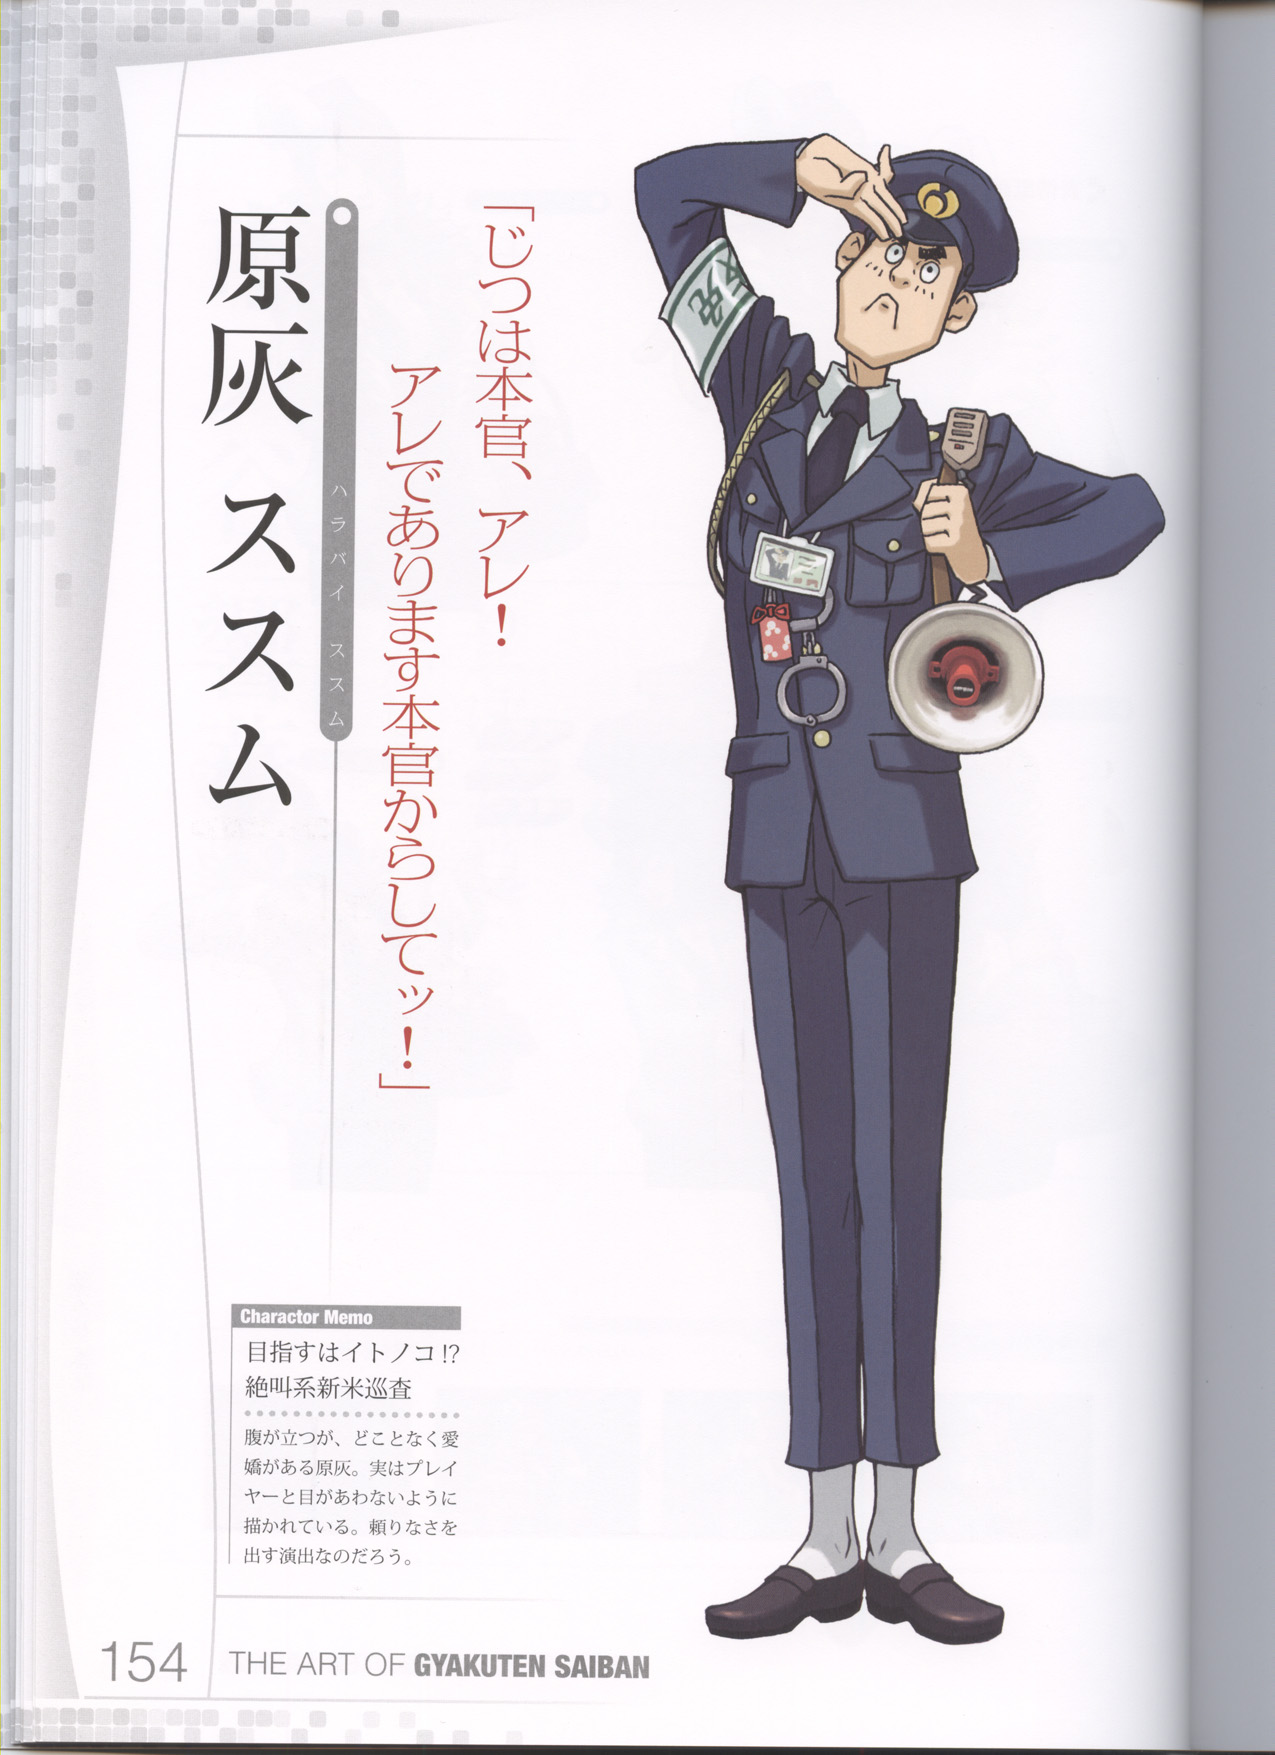 「じつは本官、アレ！
アレであります本官からしてッ！」
ハラバイ ススム
原灰 ススム
Charactor Memo
目指すはイトノコ!?
絶叫系新米巡査
腹が立つが、どことなく愛
嬌がある原灰。実はプレイ
ヤーと目があわないように
描かれている。頼りなさを
出す演出なのだろう。
154 THE ART OF GYAKUTEN SAIBAN